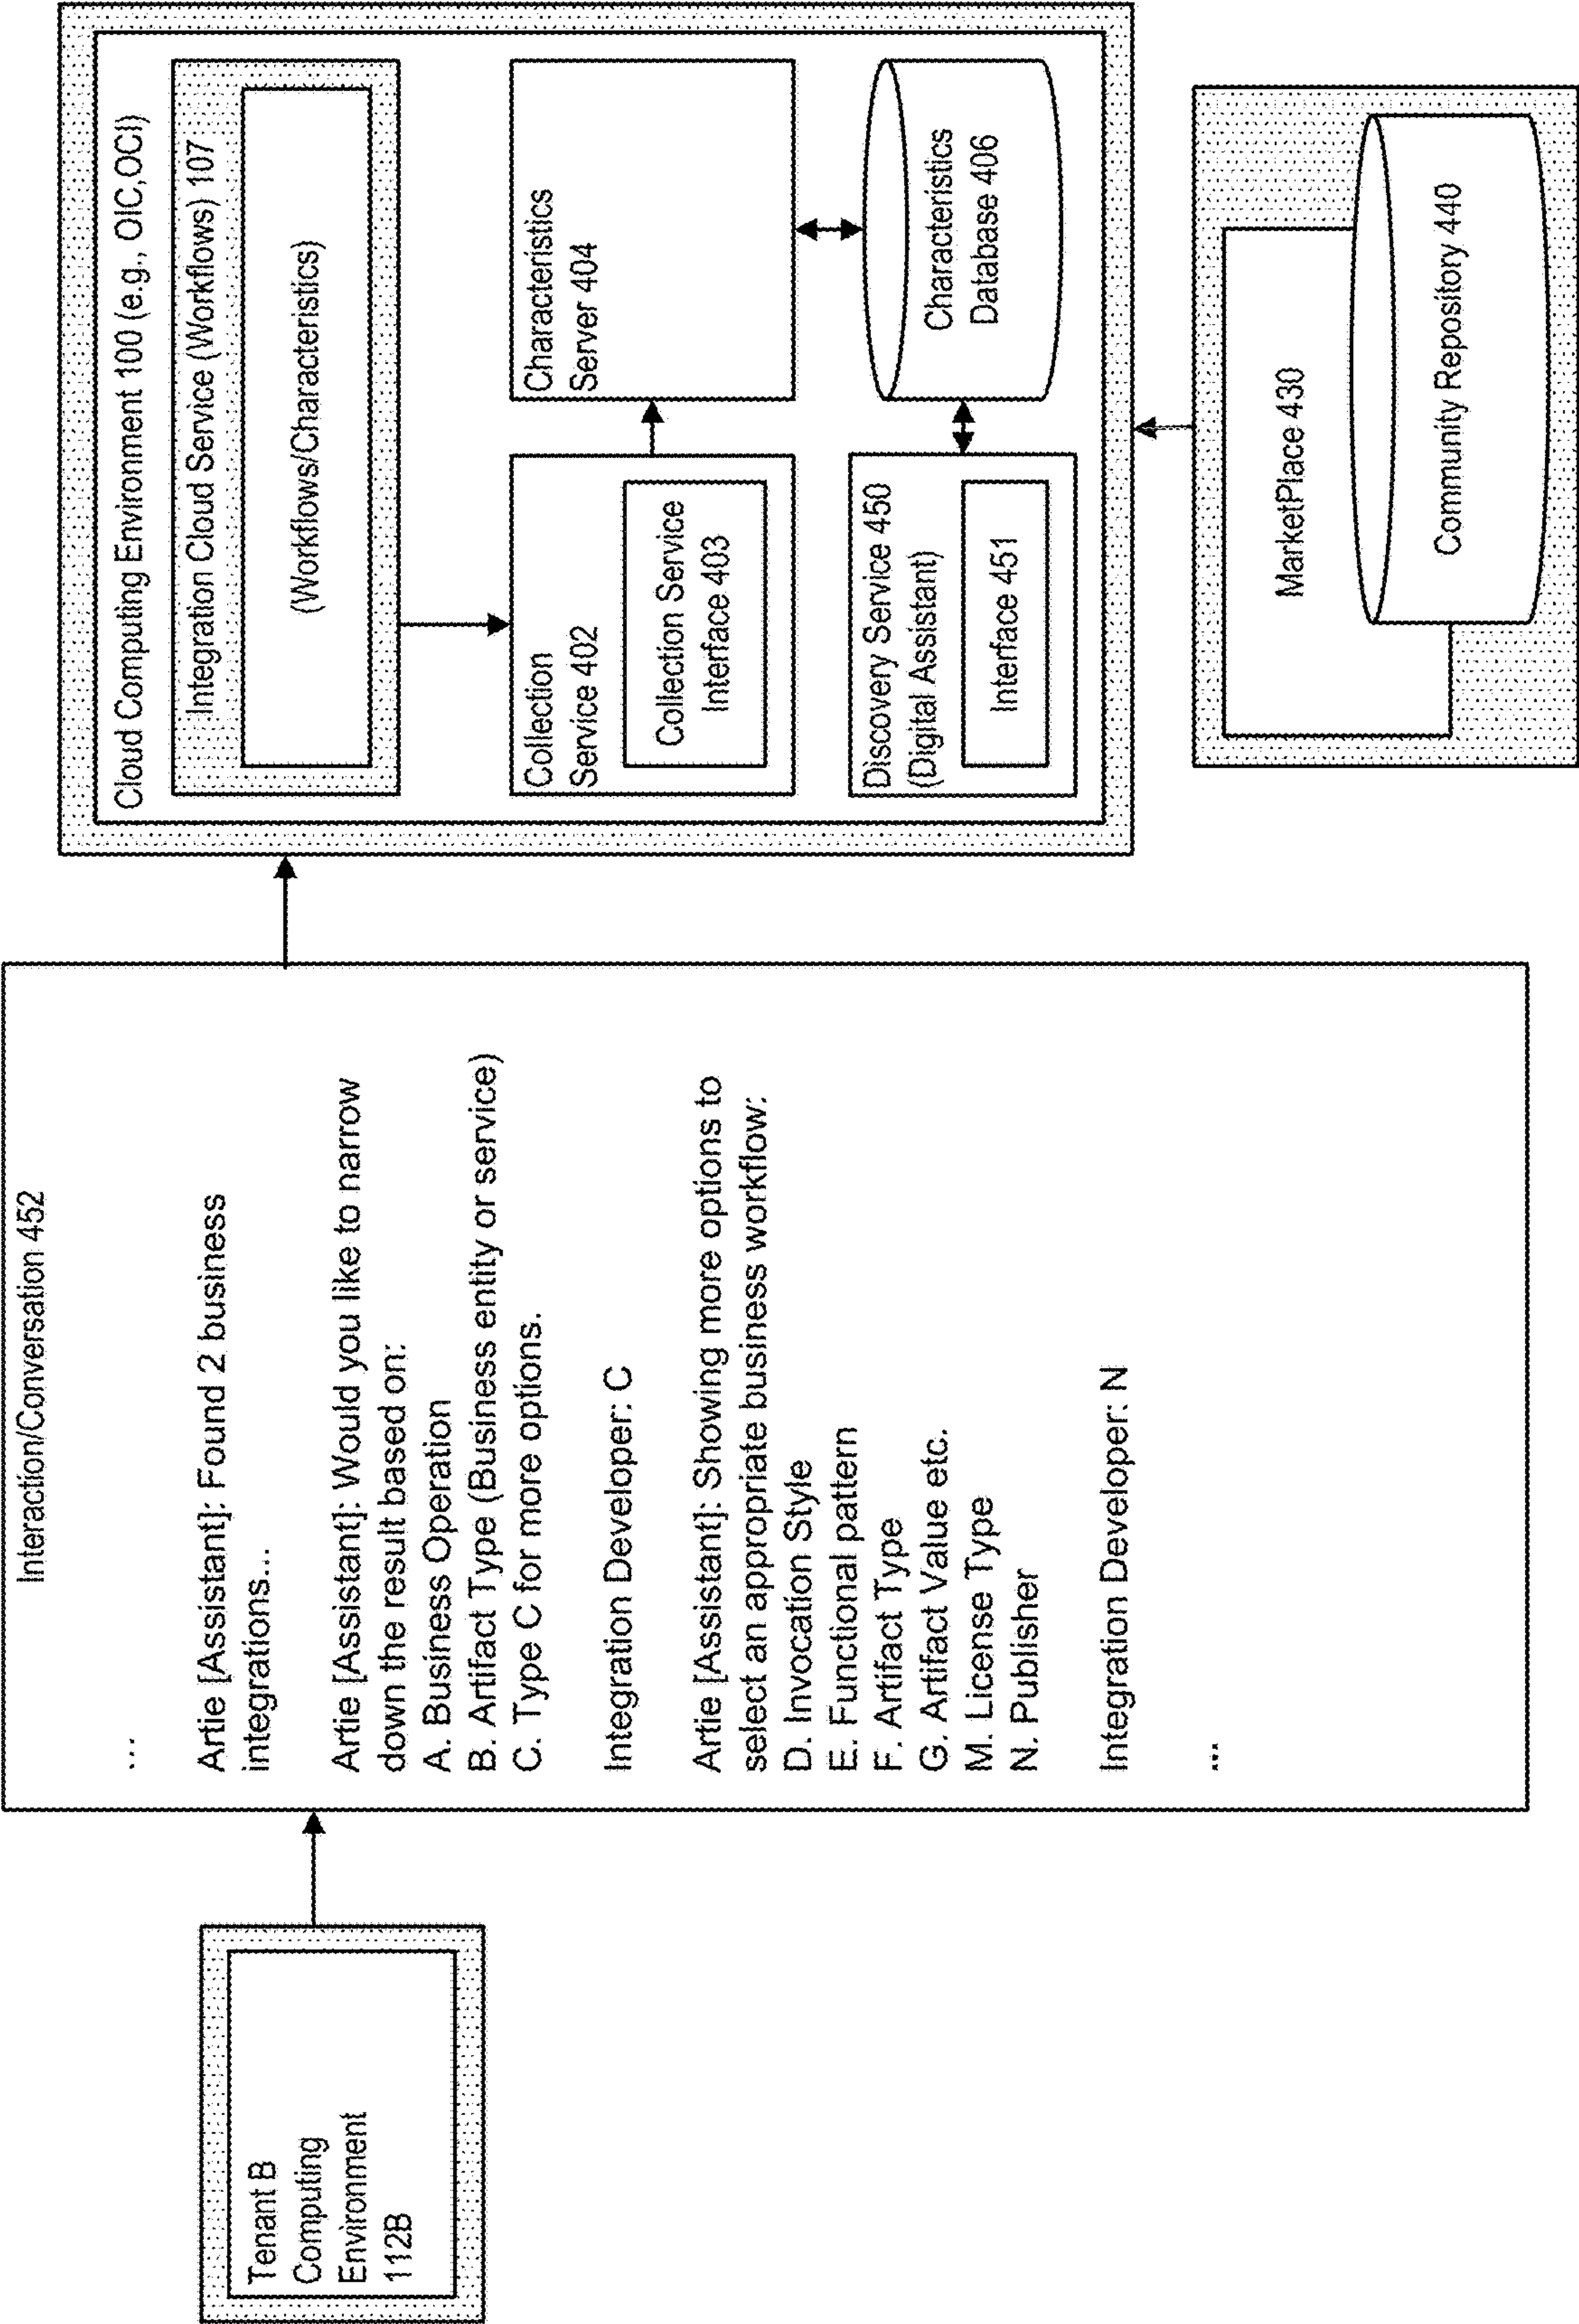 Tenant B
Computing
Environment
112B
Interaction/Conversation 452
...
Artie [Assistant]: Found 2 business
integrations...
Artie [Assistant]: Would you like to narrow
down the result based on:
A. Business Operation
B. Artifact Type (Business entity or service)
C. Type C for more options.
Integration Developer: C
Artie [Assistant]: Showing more options to
select an appropriate business workflow:
D. Invocation Style
E. Functional pattern
F. Artifact Type
G. Artifact Value etc.
M. License Type
N. Publisher
Integration Developer: N
...
Cloud Computing Environment 100 (e.g., OIC,OCI)
Integration Cloud Service (Workflows) 107
(Workflows/Characteristics)
Collection
Service 402
Collection Service
Interface 403
Characteristics
Server 404
Discovery Service 450
(Digital Assistant)
Interface 451
Characteristics
Database 406
MarketPlace 430
Community Repository 440